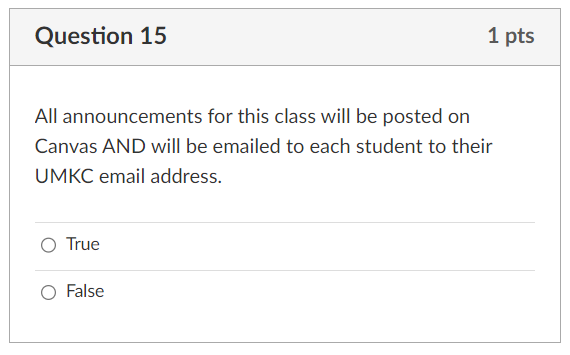 Question 15 1 pts
All announcements for this class will be posted on
Canvas AND will be emailed to each student to their
UMKC email address.
True
False